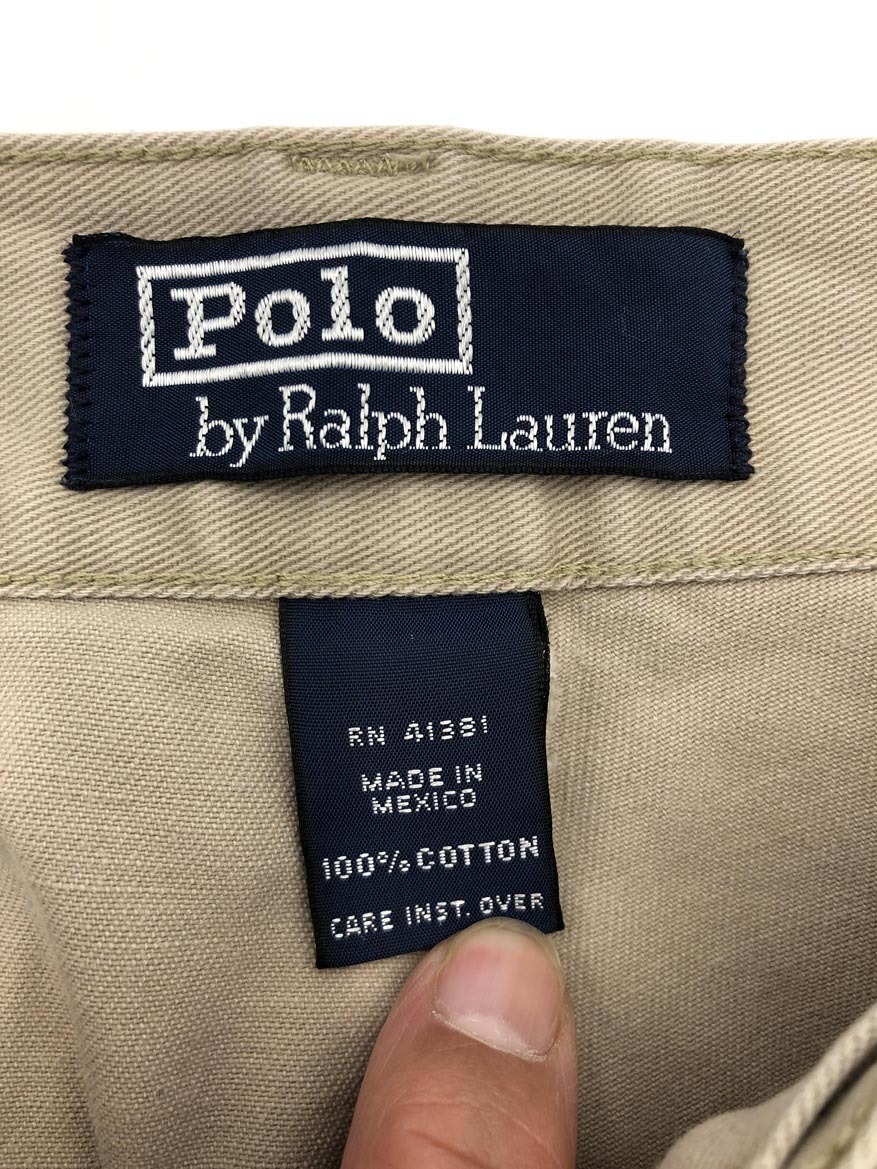 Polo
by Ralph Lauren
RN 41381
MADE IN
MEXICO
100% COTTON
CARE INST. OVER